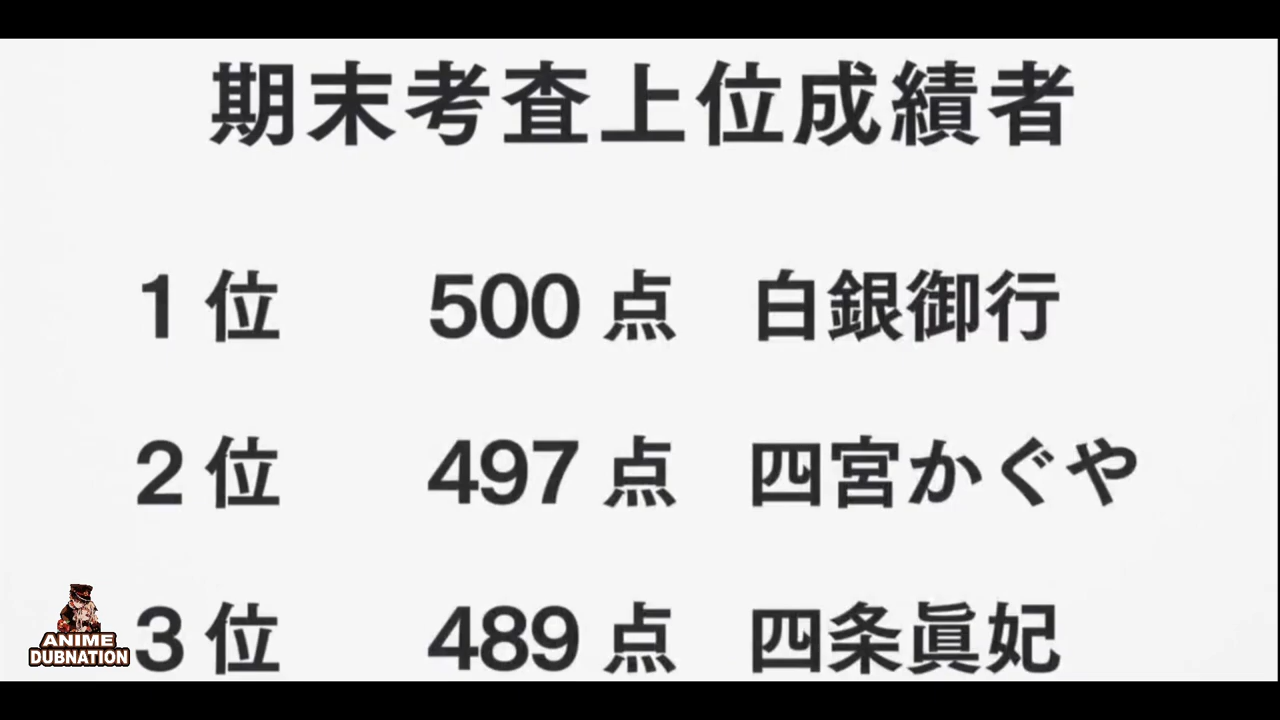 期末考査上位成績者
1位 500点 白銀御行
2位 497点 四宮かぐや
3位 489点 四条眞妃
ANIME
DUBNATION